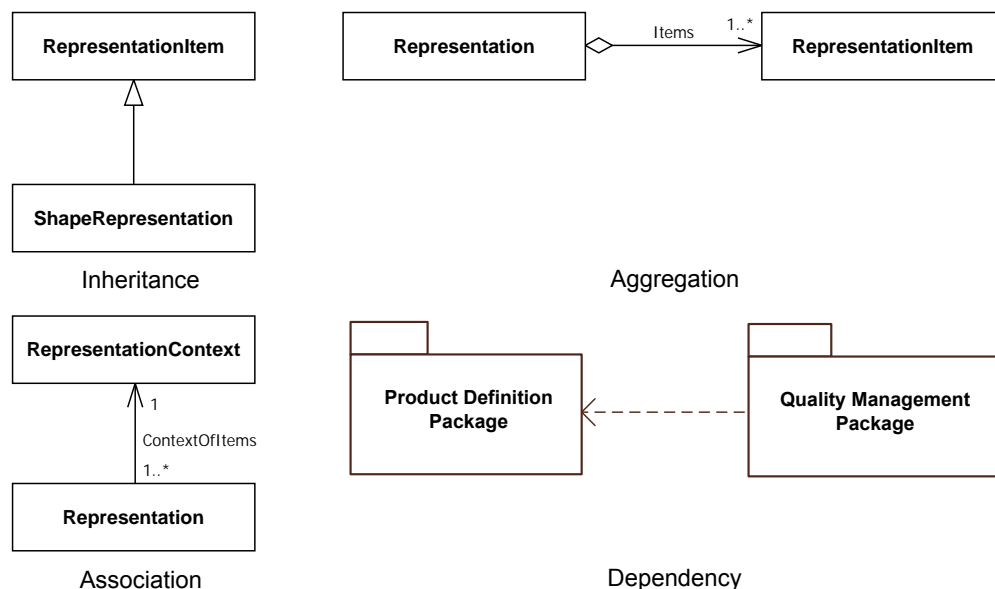 RepresentationItem
ShapeRepresentation
Inheritance
Representation
Items
1..*
RepresentationItem
Aggregation
RepresentationContext
1
ContextOfItems
1..*
Representation
Association
Product Definition
Package
Quality Management
Package
Dependency